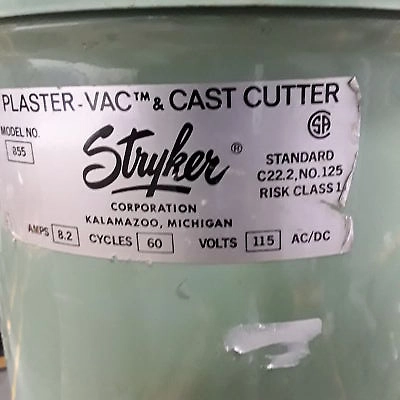 PLASTER-VAC™ & CAST CUTTER
MODEL NO.
855
Stryker ®
CORPORATION
KALAMAZOO, MICHIGAN
SA
STANDARD
C22.2, NO. 125
RISK CLASS 1
AMPS 8.2 CYCLES 60 VOLTS 115 AC/DC